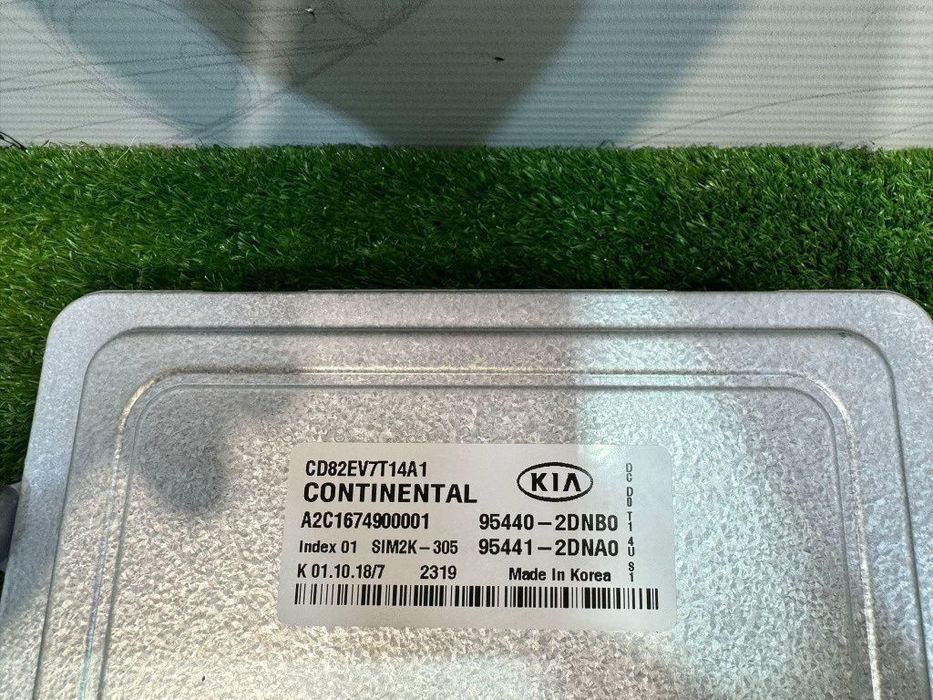 CD82EV7T14A1
CONTINENTAL
KIA
A2C1674900001 95440-2DNB0
Index 01 SIM2K-305 95441-2DNA0
K 01.10.18/7 2319 Made In Korea
DC D0 T1 4U S1